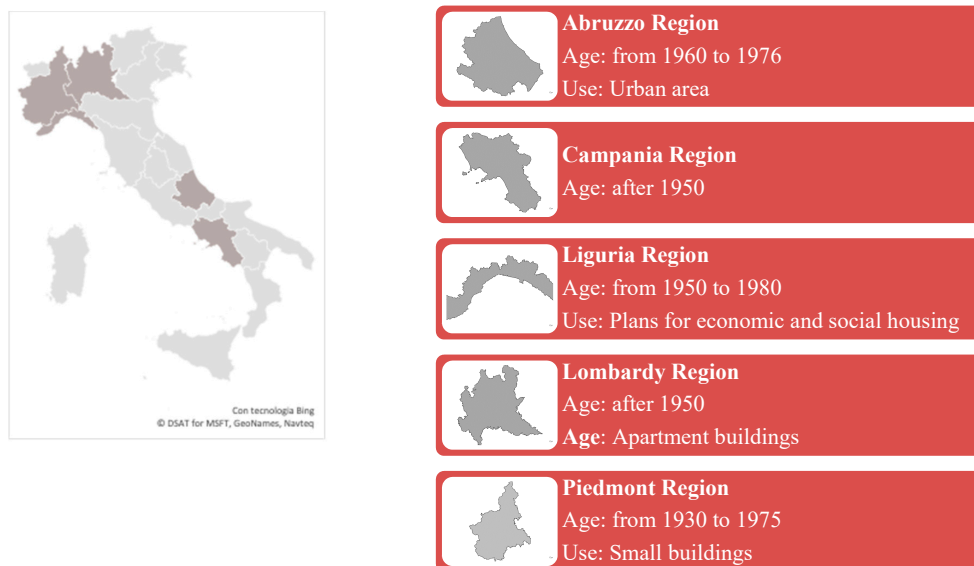 Con tecnologia Bing
© DSAT for MSFT, GeoNames, Navteq
Abruzzo Region
Age: from 1960 to 1976
Use: Urban area
Campania Region
Age: after 1950
Liguria Region
Age: from 1950 to 1980
Use: Plans for economic and social housing
Lombardy Region
Age: after 1950
Age: Apartment buildings
Piedmont Region
Age: from 1930 to 1975
Use: Small buildings